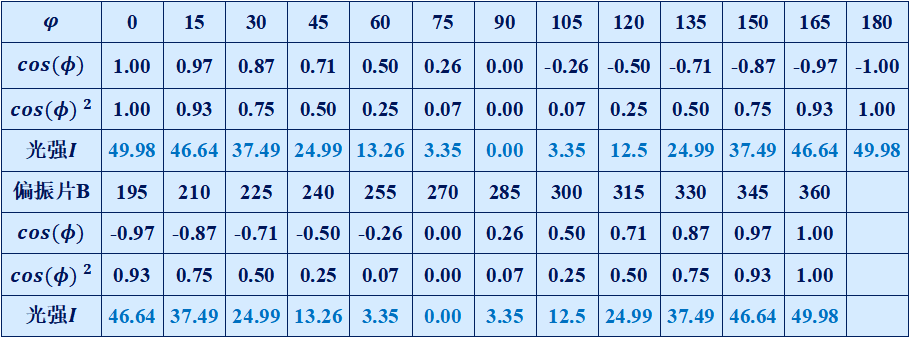 φ 0 15 30 45 60 75 90 105 120 135 150 165 180
cos(ϕ) 1.00 0.97 0.87 0.71 0.50 0.26 0.00 -0.26 -0.50 -0.71 -0.87 -0.97 -1.00
cos(ϕ)² 1.00 0.93 0.75 0.50 0.25 0.07 0.00 0.07 0.25 0.50 0.75 0.93 1.00
光强I 49.98 46.64 37.49 24.99 13.26 3.35 0.00 3.35 12.5 24.99 37.49 46.64 49.98
偏振片B 195 210 225 240 255 270 285 300 315 330 345 360
cos(ϕ) -0.97 -0.87 -0.71 -0.50 -0.26 0.00 0.26 0.50 0.71 0.87 0.97 1.00
cos(ϕ)² 0.93 0.75 0.50 0.25 0.07 0.00 0.07 0.25 0.50 0.75 0.93 1.00
光强I 46.64 37.49 24.99 13.26 3.35 0.00 3.35 12.5 24.99 37.49 46.64 49.98